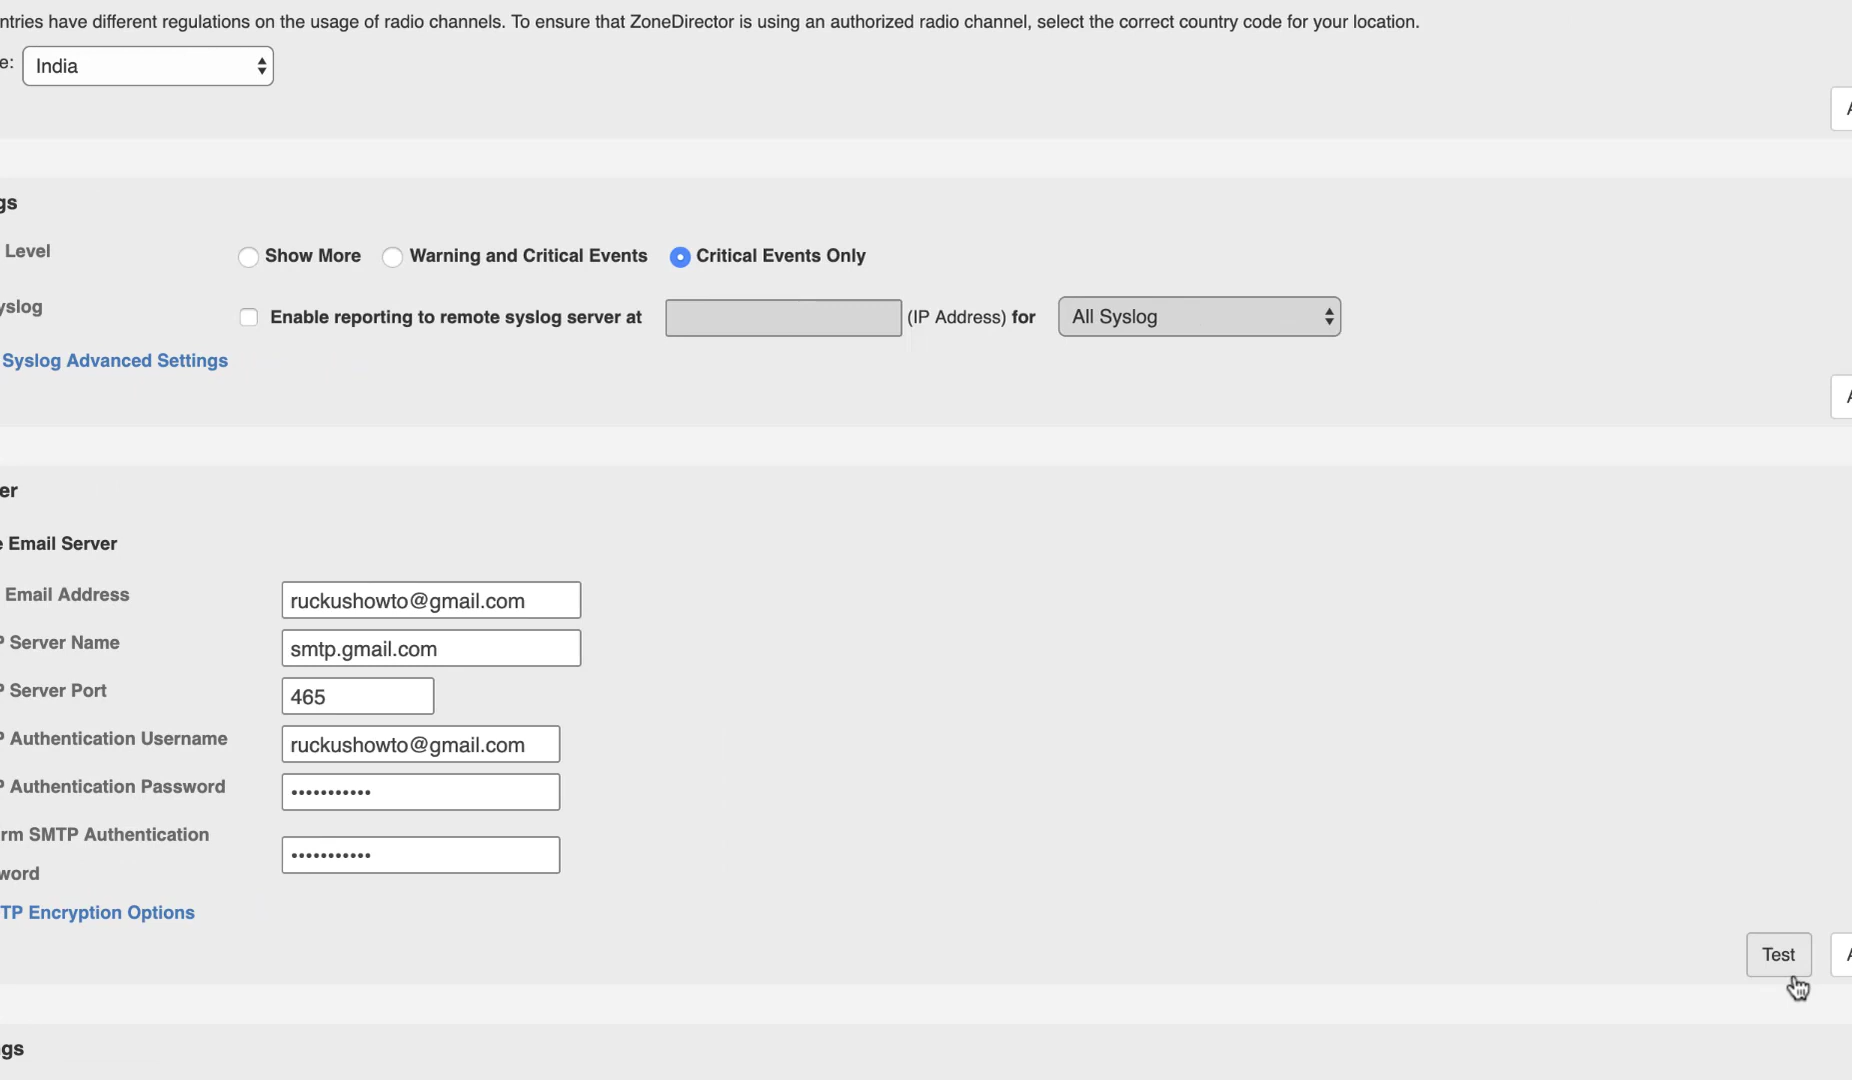 ntries have different regulations on the usage of radio channels. To ensure that ZoneDirector is using an authorized radio channel, select the correct country code for your location.
e: India
A
gs
Level Show More Warning and Critical Events Critical Events Only
yslog Enable reporting to remote syslog server at (IP Address) for All Syslog
Syslog Advanced Settings
A
er
e Email Server
Email Address ruckushowto@gmail.com
P Server Name smtp.gmail.com
P Server Port 465
P Authentication Username ruckushowto@gmail.com
P Authentication Password •••••••••••
rm SMTP Authentication
word •••••••••••
TP Encryption Options
Test A
gs